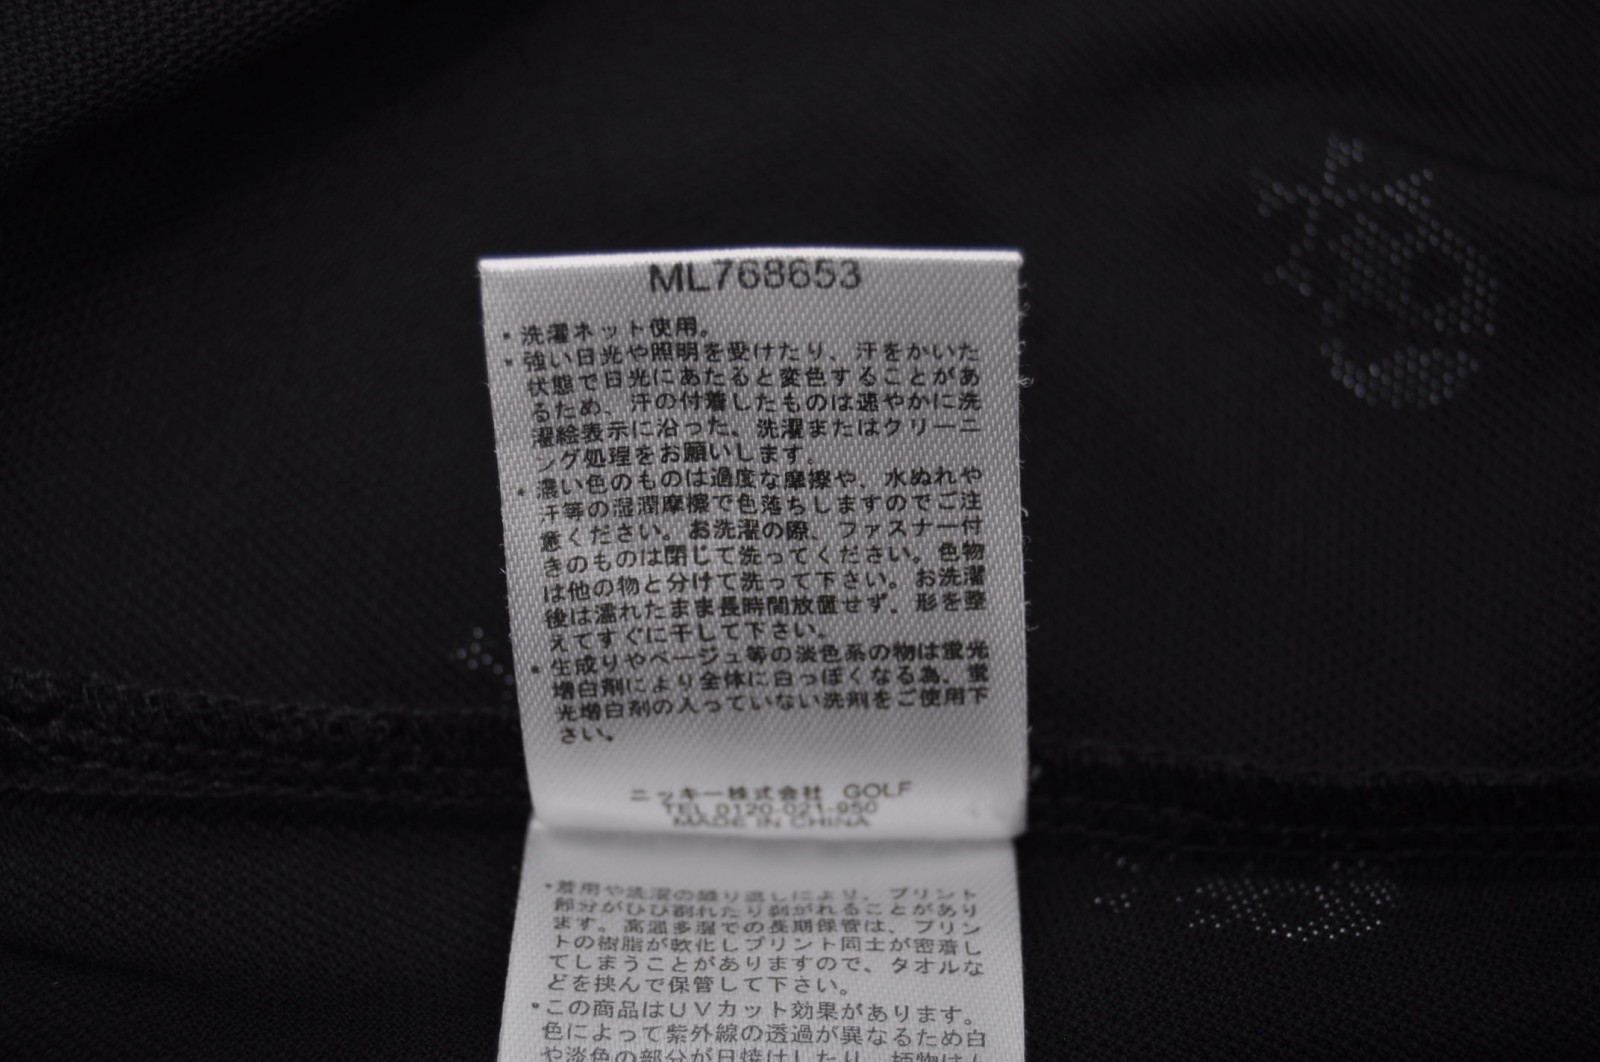 ML768653
・洗濯ネット使用。
・強い日光や照明を受けたり、汗をかいた
状態で日光にあたると変色することがあ
るため、汗の付着したものは速やかに洗
濯絵表示に沿った、洗濯またはクリーニ
ング処理をお願いします。
・濃い色のものは過度な摩擦や、水ぬれや
汗等の湿潤摩擦で色落ちしますのでご注
意ください。お洗濯の際、ファスナー付
きのものは閉じて洗ってください。色物
は他の物と分けて洗って下さい。お洗濯
後は濡れたまま長時間放置せず、形を整
えてすぐに干して下さい。
・生成りやベージュ等の淡色系の物は蛍光
増白剤により全体に白っぽくなる為、蛍
光増白剤の入っていない洗剤をご使用下
さい。
ニッキー株式会社 GOLF
TEL 0120-021-950
MADE IN CHINA
・着用や洗濯の繰り返しにより、プリント
部分がひび割れたり剥がれることがあり
ます。高温多湿での長期保管は、プリン
トの樹脂が軟化しプリント同士が密着し
てしまうことがありますので、タオルな
どを挟んで保管して下さい。
・この商品はUVカット効果があります。
色によって紫外線の透過が異なるため白
や淡色の部分が日焼けしたり、柄物は